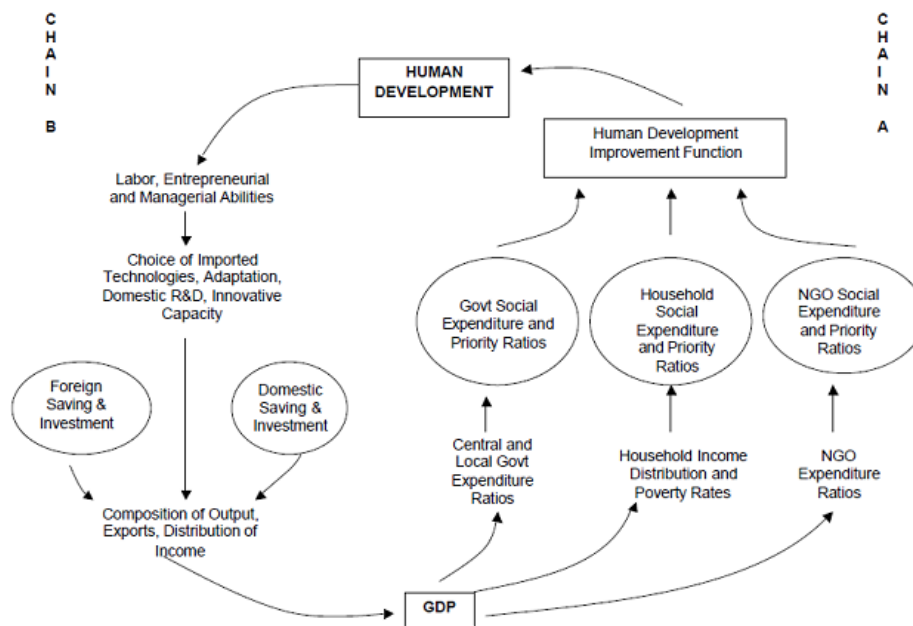 CHAIN B
CHAIN A
HUMAN
DEVELOPMENT
Human Development
Improvement Function
Labor, Entrepreneurial
and Managerial Abilities
Choice of Imported
Technologies, Adaptation,
Domestic R&D, Innovative
Capacity
Govt Social
Expenditure and
Priority Ratios
Household
Social
Expenditure
and Priority
Ratios
NGO Social
Expenditure
and Priority
Ratios
Foreign
Saving &
Investment
Domestic
Saving &
Investment
Central and
Local Govt
Expenditure
Ratios
Household Income
Distribution and
Poverty Rates
NGO
Expenditure
Ratios
Composition of Output,
Exports, Distribution of
Income
GDP